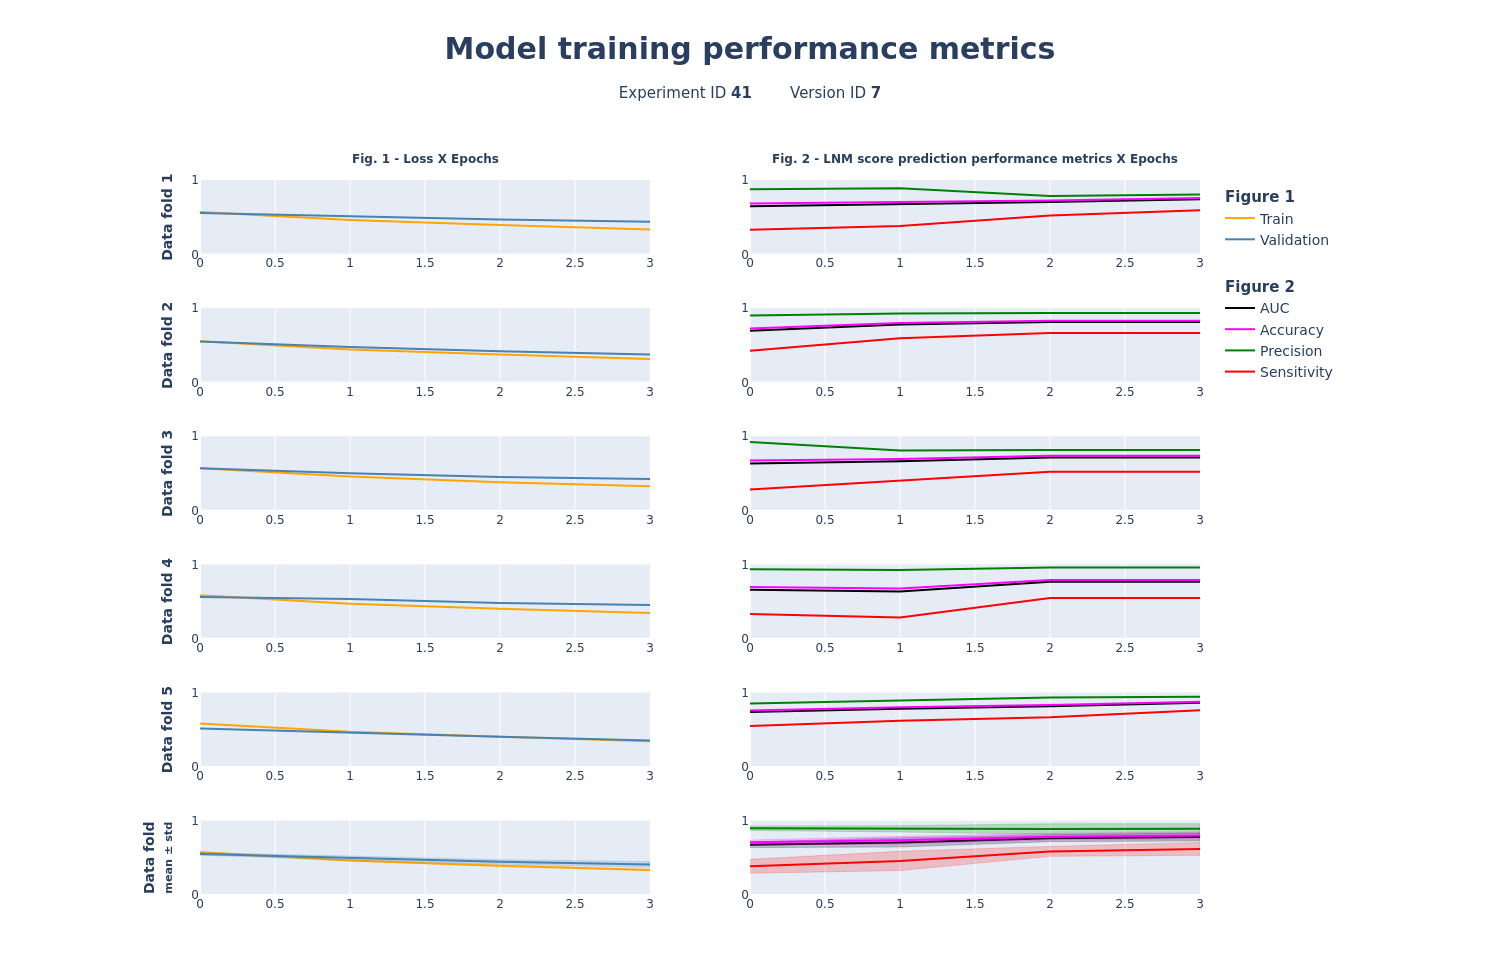 Model training performance metrics
Experiment ID 41 Version ID 7
Fig. 1 - Loss X Epochs
Fig. 2 - LNM score prediction performance metrics X Epochs
Data fold 1
1
0
0 0.5 1 1.5 2 2.5 3
1
0
0 0.5 1 1.5 2 2.5 3
Figure 1
Train
Validation
Figure 2
AUC
Accuracy
Precision
Sensitivity
Data fold 2
1
0
0 0.5 1 1.5 2 2.5 3
1
0
0 0.5 1 1.5 2 2.5 3
Data fold 3
1
0
0 0.5 1 1.5 2 2.5 3
1
0
0 0.5 1 1.5 2 2.5 3
Data fold 4
1
0
0 0.5 1 1.5 2 2.5 3
1
0
0 0.5 1 1.5 2 2.5 3
Data fold 5
1
0
0 0.5 1 1.5 2 2.5 3
1
0
0 0.5 1 1.5 2 2.5 3
Data fold
mean ± std
1
0
0 0.5 1 1.5 2 2.5 3
1
0
0 0.5 1 1.5 2 2.5 3